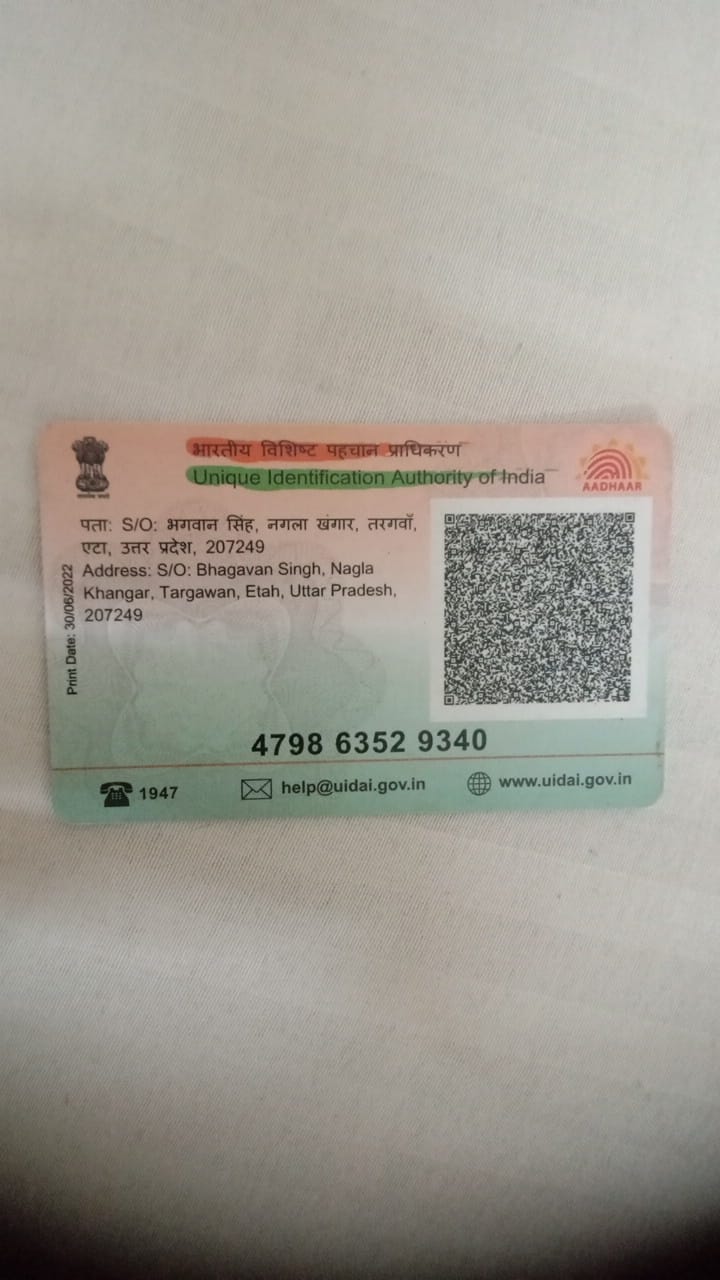 भारतीय विशिष्ट पहचान प्राधिकरण
Unique Identification Authority of India
AADHAAR
पता: S/O: भगवान सिंह, नगला खंगार, तरगवाँ,
एटा, उत्तर प्रदेश, 207249
Address: S/O: Bhagavan Singh, Nagla
Khangar, Targawan, Etah, Uttar Pradesh,
207249
Print Date: 30/06/2022
4798 6352 9340
1947
help@uidai.gov.in
www.uidai.gov.in